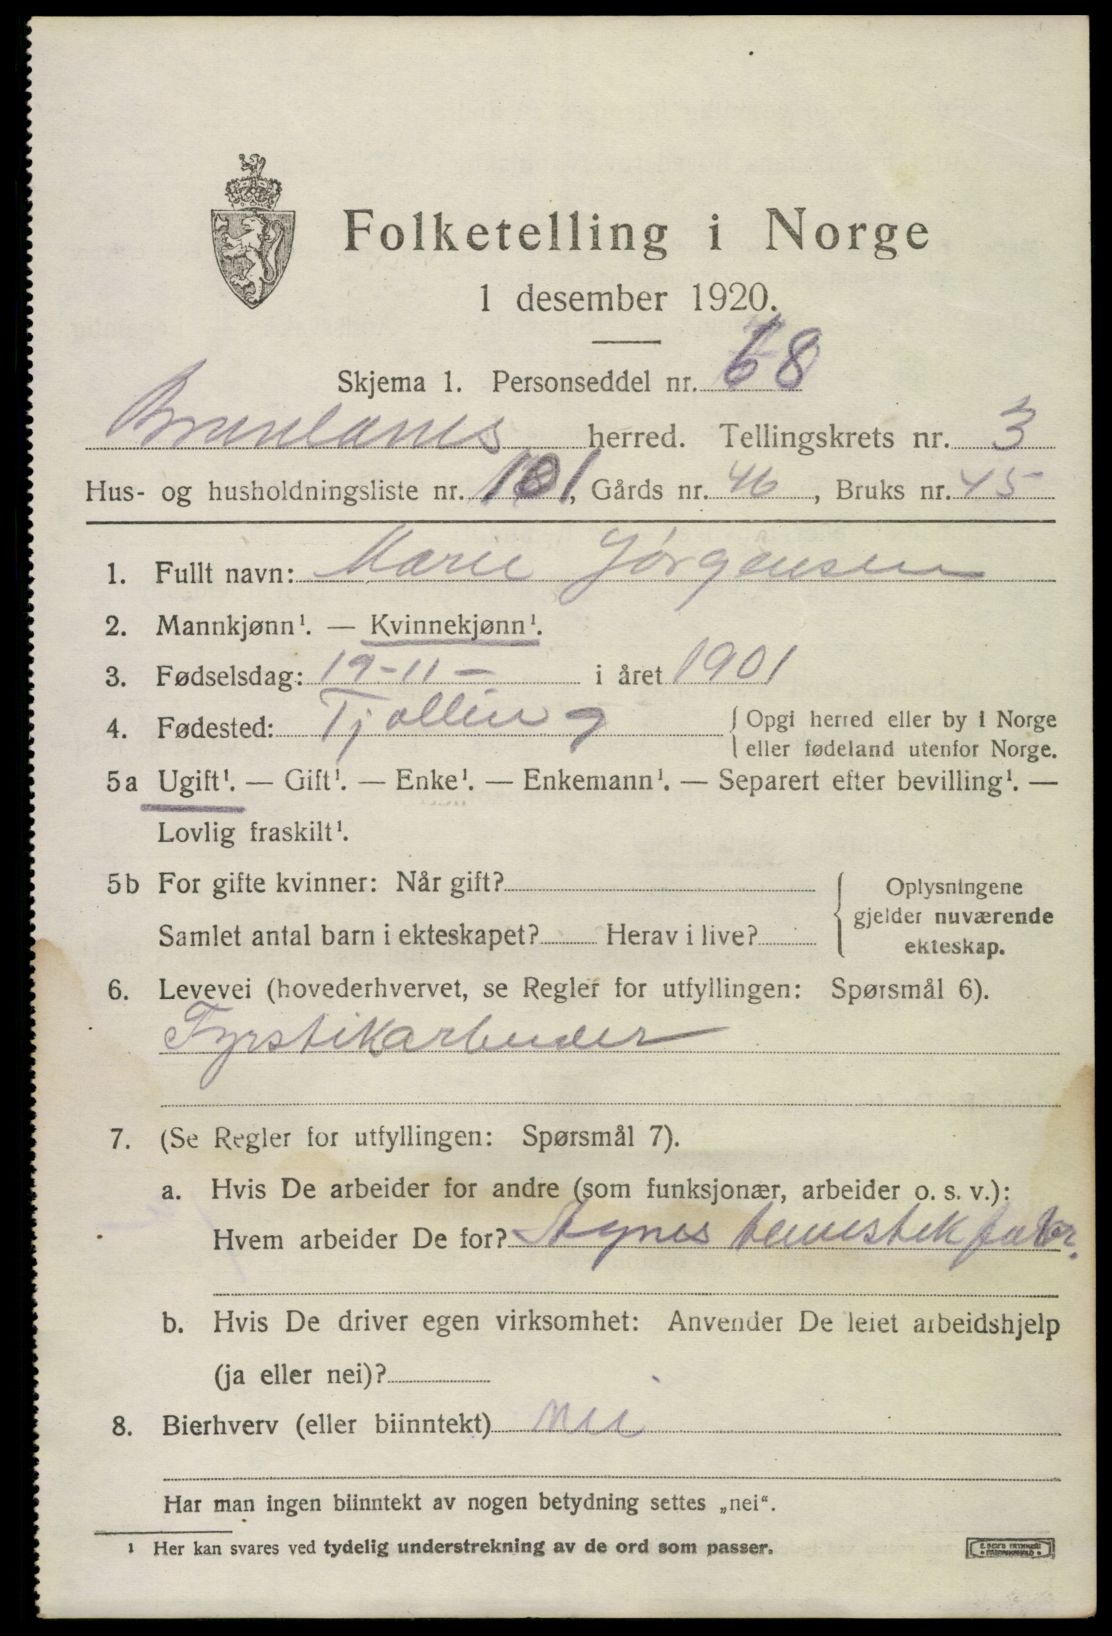 Folketelling i Norge
1 desember 1920.
Skjema 1. Personseddel nr. 68
Brunlanes herred. Tellingskrets nr. 3
Hus- og husholdningsliste nr. 101, Gårds nr. 46, Bruks nr. 45
1. Fullt navn: Marie Jørgensen
2. Mannkjønn¹. — Kvinnekjønn¹.
3. Fødselsdag: 19-11- i året 1901
4. Fødested: Tjølling { Opgi herred eller by i Norge
eller fødeland utenfor Norge.
5a Ugift¹. — Gift¹. — Enke¹. — Enkemann¹. — Separert efter bevilling¹. —
Lovlig fraskilt¹.
5b For gifte kvinner: Når gift?
Samlet antal barn i ekteskapet? Herav i live?
{ Oplysningene
gjelder nuværende
ekteskap.
6. Levevei (hovederhvervet, se Regler for utfyllingen: Spørsmål 6).
Fyrstikarbeider
7. (Se Regler for utfyllingen: Spørsmål 7).
a. Hvis De arbeider for andre (som funksjonær, arbeider o. s. v.):
Hvem arbeider De for? Agnes fabr.
b. Hvis De driver egen virksomhet: Anvender De leiet arbeidshjelp
(ja eller nei)?
8. Bierhverv (eller biinntekt) nei
Har man ingen biinntekt av nogen betydning settes „nei“.
¹ Her kan svares ved tydelig understrekning av de ord som passer.